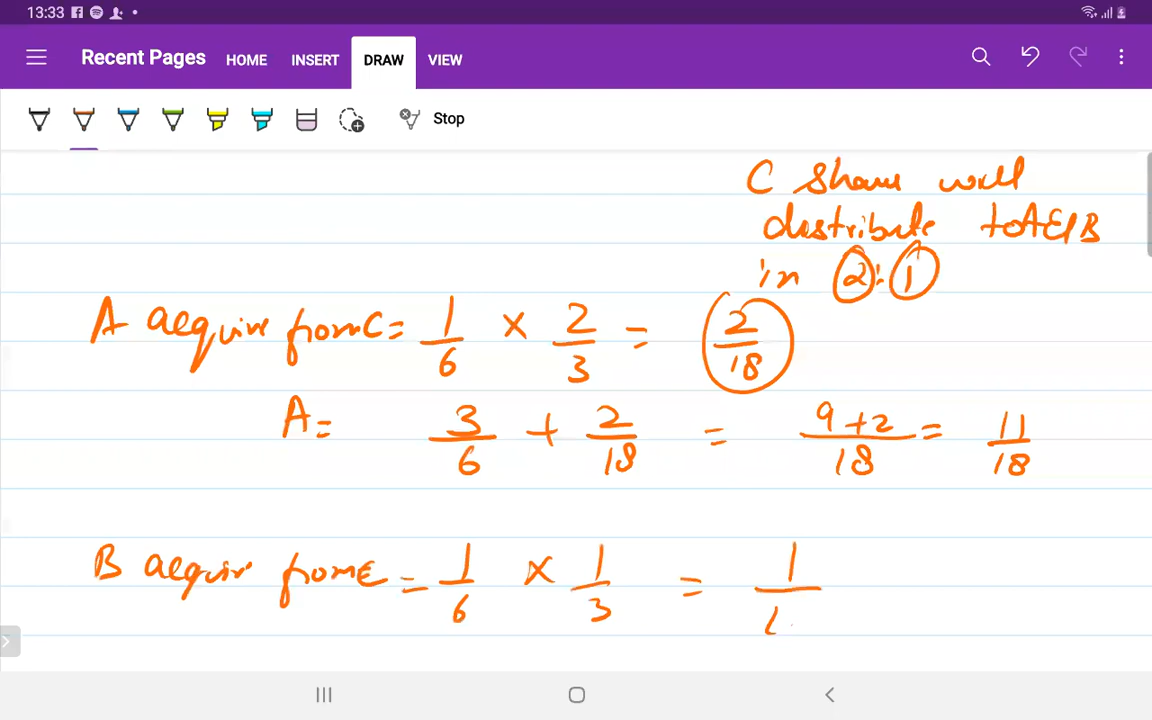 13:33
Recent Pages HOME INSERT DRAW VIEW
Stop
C share will
distribute to A & B
in 2:1
A acquire from C = 1/6 × 2/3 = 2/18
A = 3/6 + 2/18 = 9+2/18 = 11/18
B acquir from C = 1/6 × 1/3 = 1/